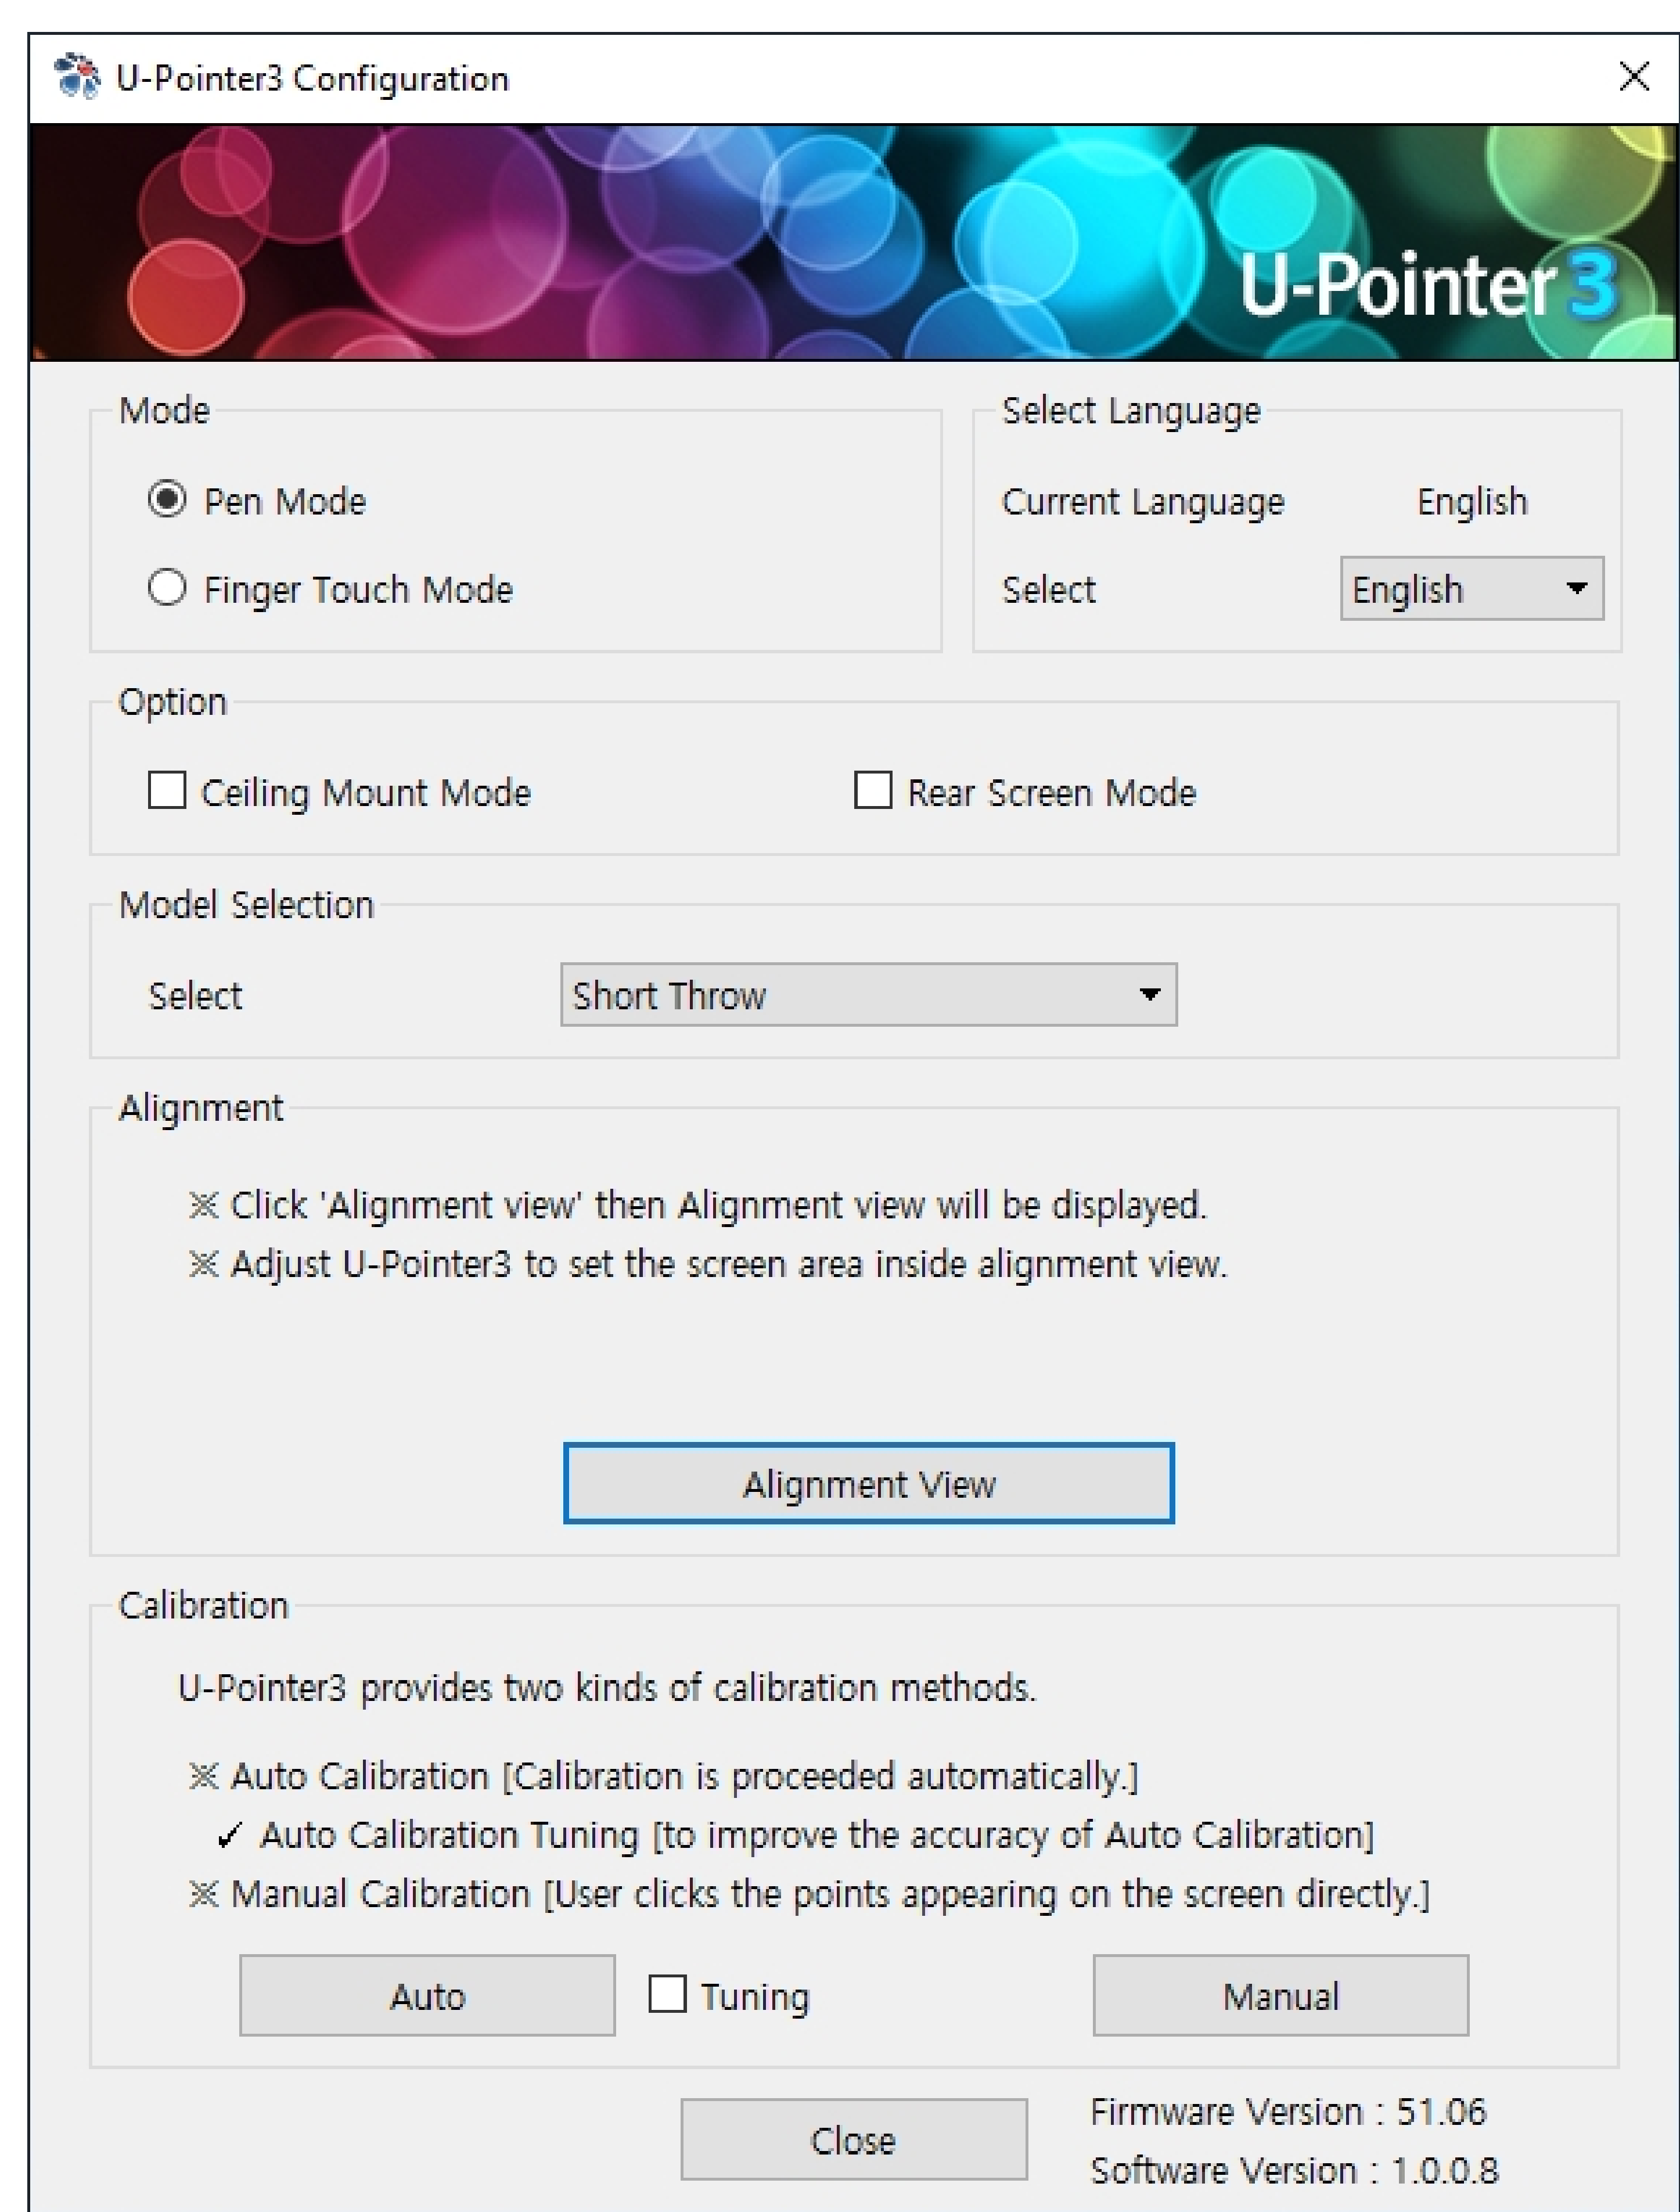 U-Pointer3 Configuration
U-Pointer 3
Mode
Pen Mode
Finger Touch Mode
Select Language
Current Language English
Select English
Option
Ceiling Mount Mode Rear Screen Mode
Model Selection
Select Short Throw
Alignment
※ Click 'Alignment view' then Alignment view will be displayed.
※ Adjust U-Pointer3 to set the screen area inside alignment view.
Alignment View
Calibration
U-Pointer3 provides two kinds of calibration methods.
※ Auto Calibration [Calibration is proceeded automatically.]
✓ Auto Calibration Tuning [to improve the accuracy of Auto Calibration]
※ Manual Calibration [User clicks the points appearing on the screen directly.]
Auto Tuning Manual
Close
Firmware Version : 51.06
Software Version : 1.0.0.8